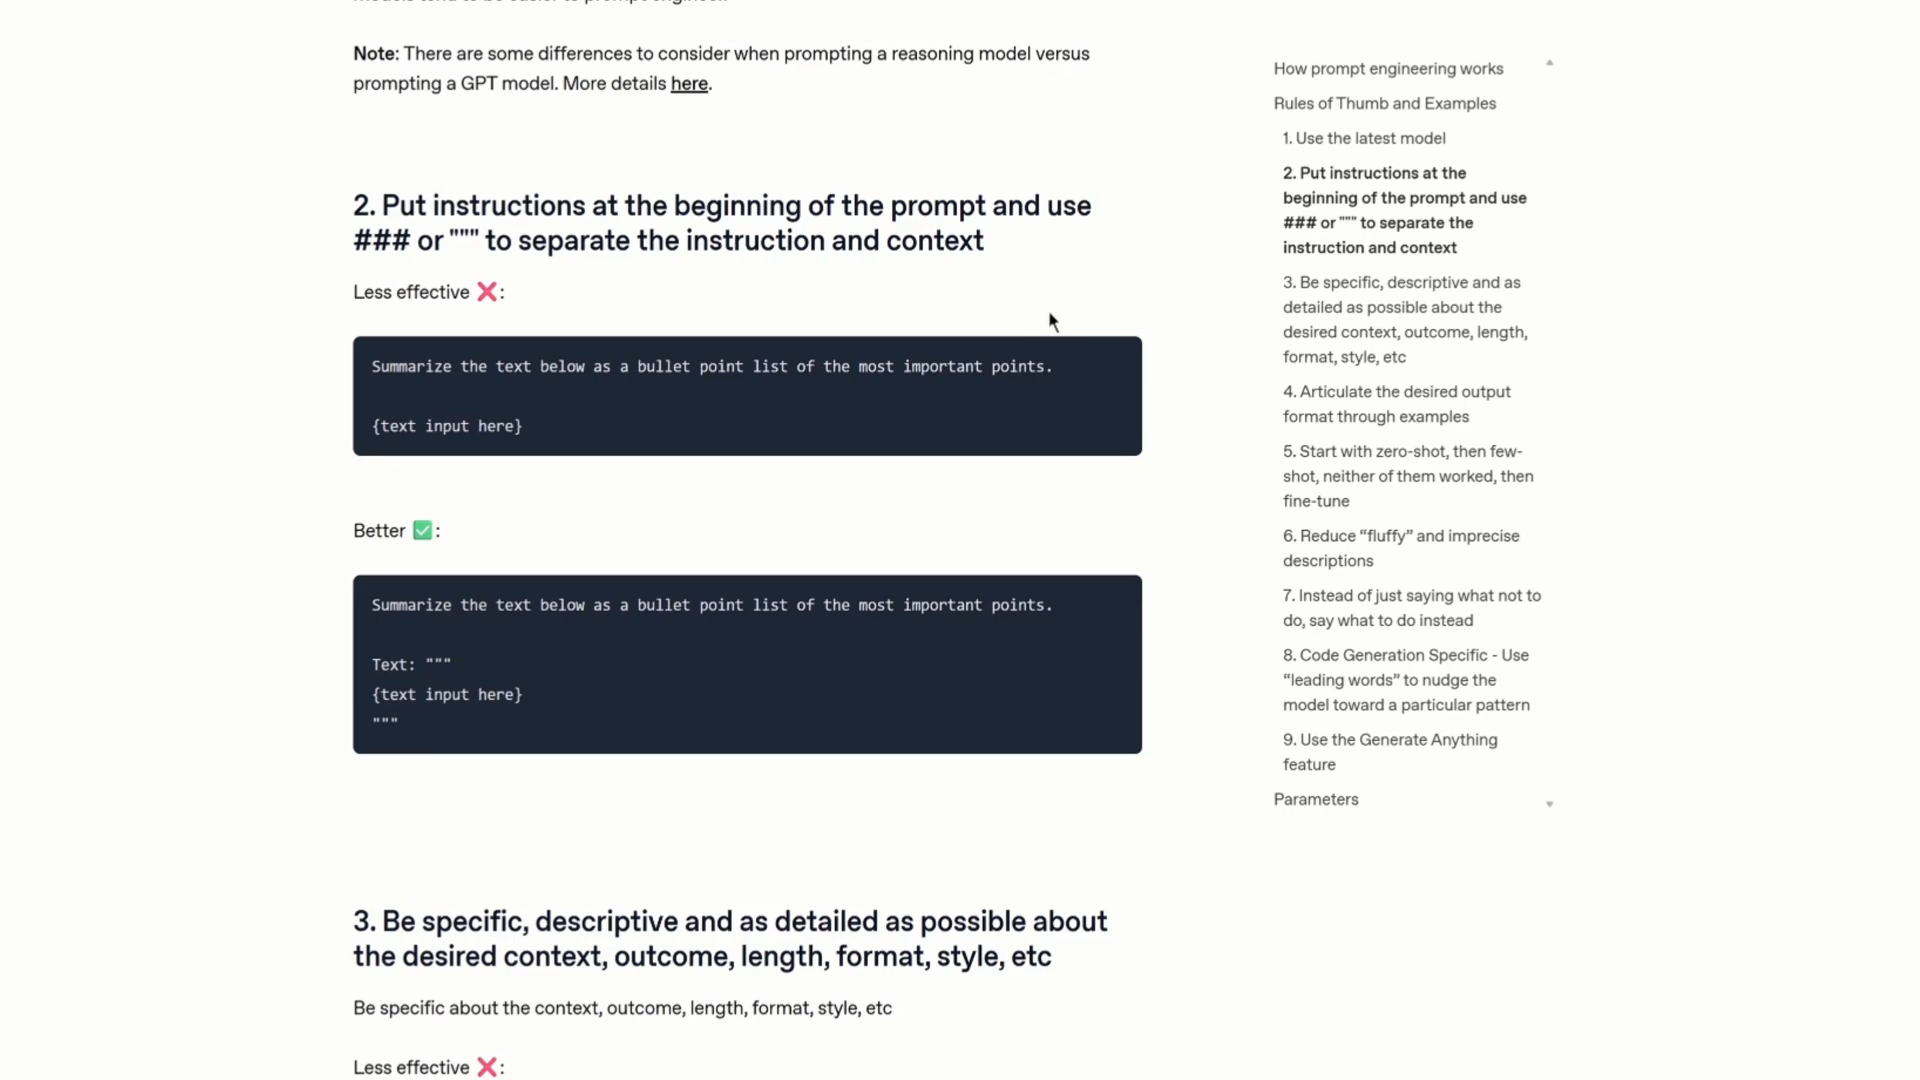 Note: There are some differences to consider when prompting a reasoning model versus
prompting a GPT model. More details here.
2. Put instructions at the beginning of the prompt and use
### or """ to separate the instruction and context
Less effective ❌:
Summarize the text below as a bullet point list of the most important points.
{text input here}
Better ✅:
Summarize the text below as a bullet point list of the most important points.
Text: """
{text input here}
"""
3. Be specific, descriptive and as detailed as possible about
the desired context, outcome, length, format, style, etc
Be specific about the context, outcome, length, format, style, etc
Less effective ❌:
How prompt engineering works
Rules of Thumb and Examples
1. Use the latest model
2. Put instructions at the
beginning of the prompt and use
### or """ to separate the
instruction and context
3. Be specific, descriptive and as
detailed as possible about the
desired context, outcome, length,
format, style, etc
4. Articulate the desired output
format through examples
5. Start with zero-shot, then few-
shot, neither of them worked, then
fine-tune
6. Reduce “fluffy” and imprecise
descriptions
7. Instead of just saying what not to
do, say what to do instead
8. Code Generation Specific - Use
“leading words” to nudge the
model toward a particular pattern
9. Use the Generate Anything
feature
Parameters